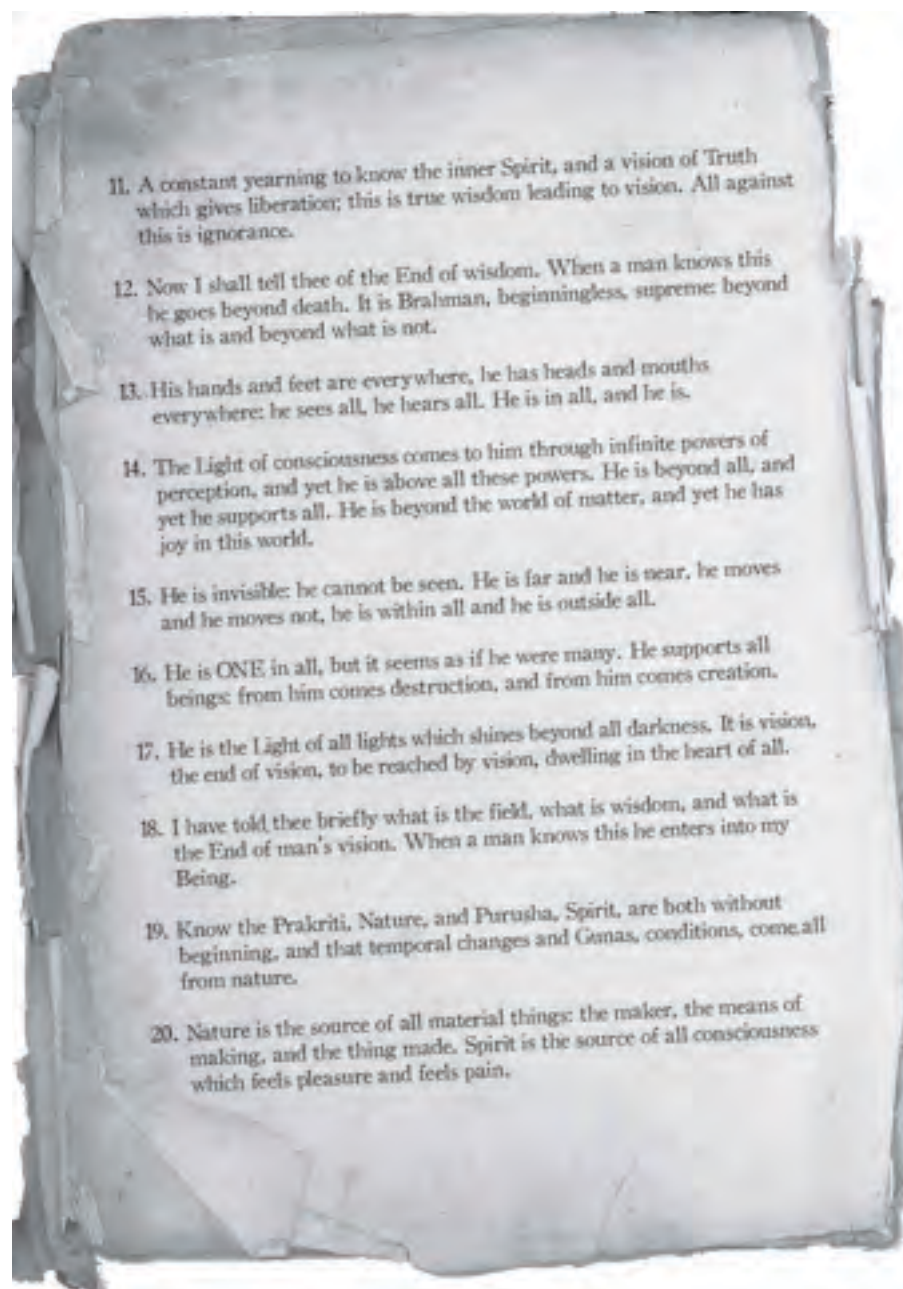 11. A constant yearning to know the inner Spirit, and a vision of Truth
which gives liberation; this is true wisdom leading to vision. All against
this is ignorance.
12. Now I shall tell thee of the End of wisdom. When a man knows this
he goes beyond death. It is Brahman, beginningless, supreme: beyond
what is and beyond what is not.
13. His hands and feet are everywhere, he has heads and mouths
everywhere: he sees all, he hears all. He is in all, and he is.
14. The Light of consciousness comes to him through infinite powers of
perception, and yet he is above all these powers. He is beyond all, and
yet he supports all. He is beyond the world of matter, and yet he has
joy in this world.
15. He is invisible: he cannot be seen. He is far and he is near, he moves
and he moves not, he is within all and he is outside all.
16. He is ONE in all, but it seems as if he were many. He supports all
beings: from him comes destruction, and from him comes creation.
17. He is the Light of all lights which shines beyond all darkness. It is vision,
the end of vision, to be reached by vision, dwelling in the heart of all.
18. I have told thee briefly what is the field, what is wisdom, and what is
the End of man's vision. When a man knows this he enters into my
Being.
19. Know the Prakriti, Nature, and Purusha, Spirit, are both without
beginning, and that temporal changes and Gunas, conditions, come all
from nature.
20. Nature is the source of all material things: the maker, the means of
making, and the thing made. Spirit is the source of all consciousness
which feels pleasure and feels pain.